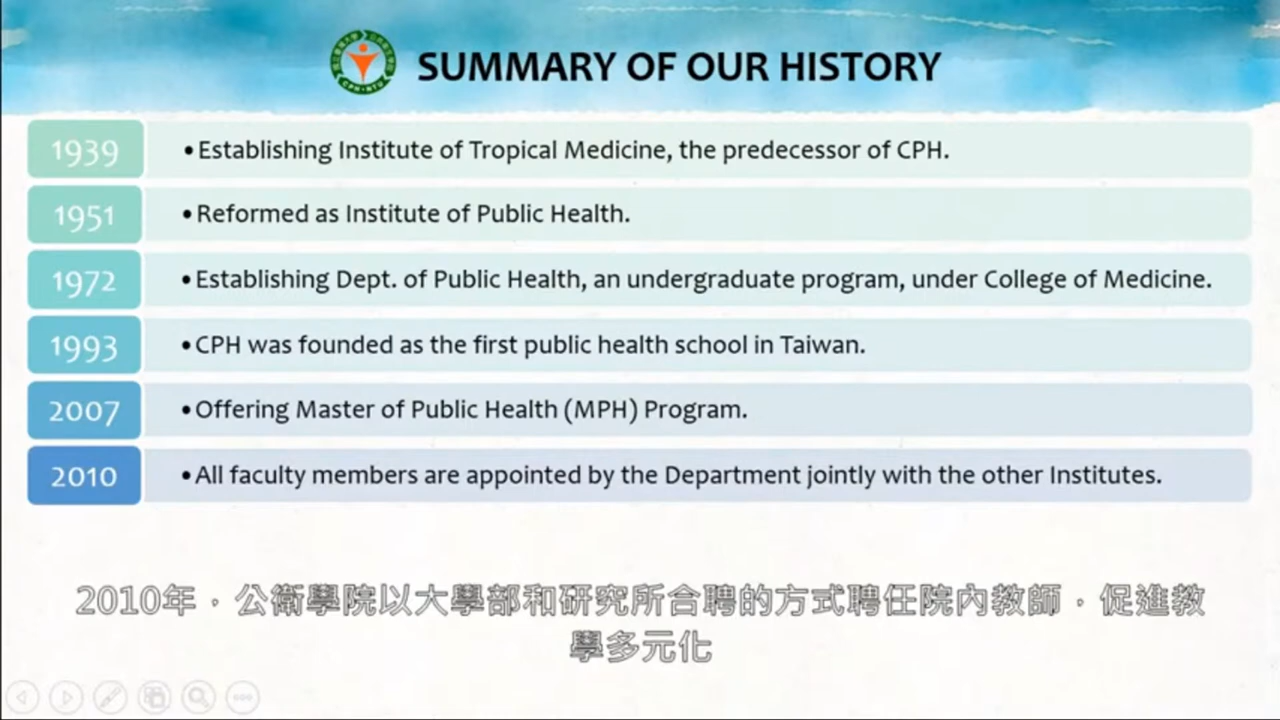 SUMMARY OF OUR HISTORY
1939
•Establishing Institute of Tropical Medicine, the predecessor of CPH.
1951
•Reformed as Institute of Public Health.
1972
•Establishing Dept. of Public Health, an undergraduate program, under College of Medicine.
1993
•CPH was founded as the first public health school in Taiwan.
2007
•Offering Master of Public Health (MPH) Program.
2010
•All faculty members are appointed by the Department jointly with the other Institutes.
2010年，公衛學院以大學部和研究所合聘的方式聘任院內教師，促進教
學多元化